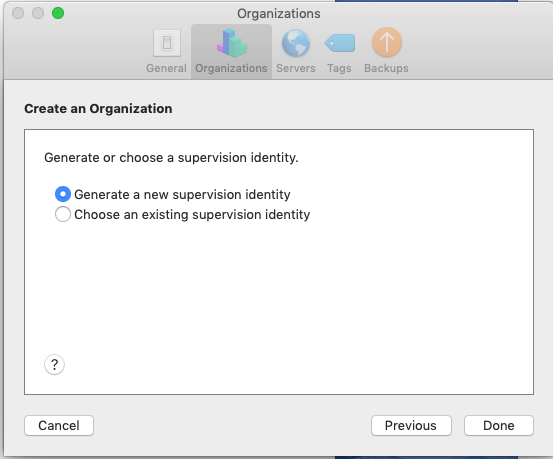 Organizations
General
Organizations
Servers
Tags
Backups
Create an Organization
Generate or choose a supervision identity.
Generate a new supervision identity
Choose an existing supervision identity
?
Cancel
Previous
Done